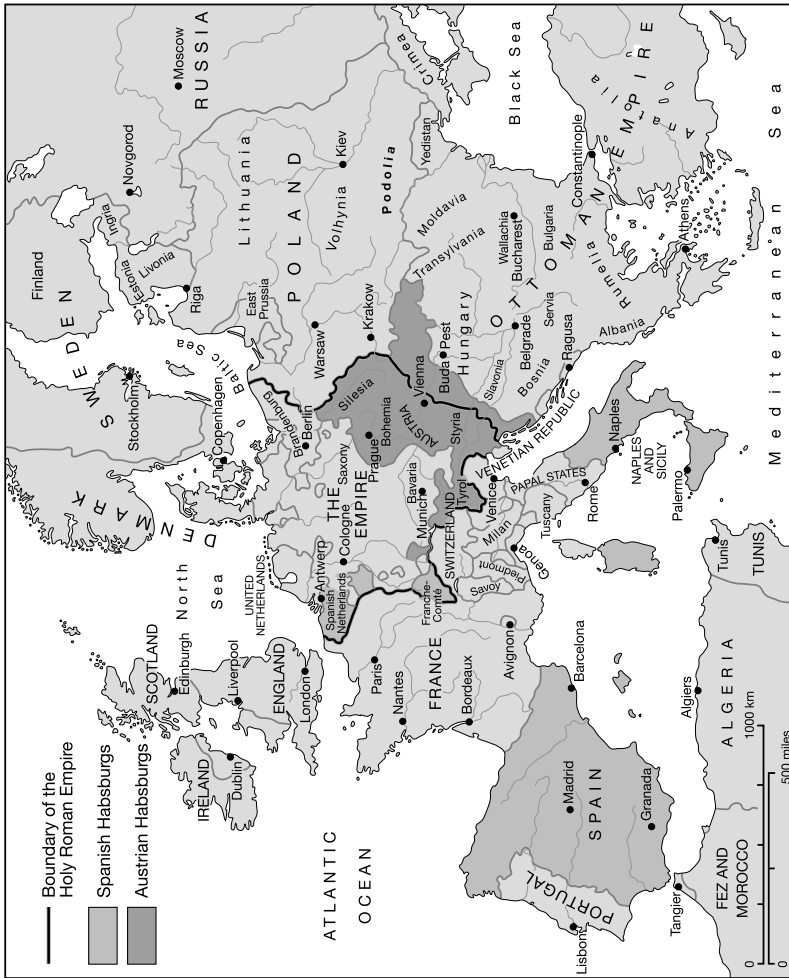 Boundary of the
Holy Roman Empire
Spanish Habsburgs
Austrian Habsburgs
ATLANTIC
OCEAN
North
Sea
Baltic Sea
Black Sea
Mediterranean Sea
SCOTLAND
Edinburgh
IRELAND
Dublin
Liverpool
ENGLAND
London
DENMARK
Copenhagen
SWEDEN
Stockholm
Finland
Ingria
Estonia
Livonia
Riga
Novgorod
Moscow
RUSSIA
Lithuania
POLAND
East
Prussia
Warsaw
Krakow
Volhynia
Kiev
Podolia
Yedistan
Crimea
UNITED
NETHERLANDS
Antwerp
Spanish
Netherlands
Cologne
THE
EMPIRE
Brandenburg
Berlin
Saxony
Silesia
Prague
Bohemia
Bavaria
Munich
AUSTRIA
Vienna
Styria
Tyrol
SWITZERLAND
Franche-
Comté
Paris
Nantes
FRANCE
Bordeaux
Avignon
Savoy
Piedmont
Milan
Genoa
Venice
VENETIAN REPUBLIC
Tuscany
PAPAL STATES
Rome
Naples
NAPLES
AND
SICILY
Palermo
Buda
Pest
Hungary
Transylvania
Moldavia
Wallachia
Bucharest
Bulgaria
Slavonia
Belgrade
Servia
Bosnia
Ragusa
Albania
Rumelia
OTTOMAN EMPIRE
Constantinople
Anatolia
Athens
PORTUGAL
Lisbon
SPAIN
Madrid
Granada
Barcelona
Tangier
FEZ AND
MOROCCO
Algiers
ALGERIA
Tunis
TUNIS
0
1000 km
0
500 miles